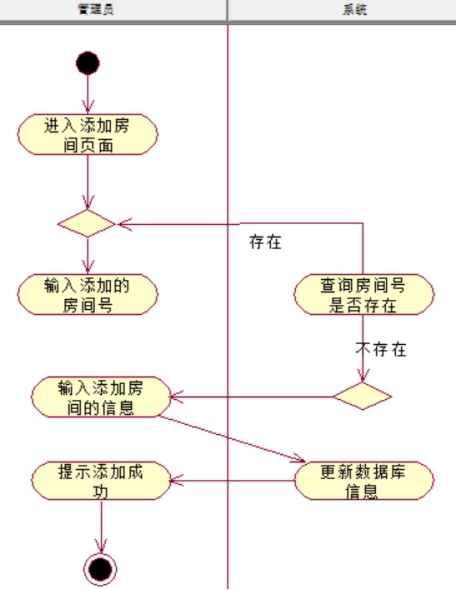 管理员
系统
进入添加房
间页面
存在
输入添加的
房间号
查询房间号
是否存在
不存在
输入添加房
间的信息
提示添加成
功
更新数据库
信息